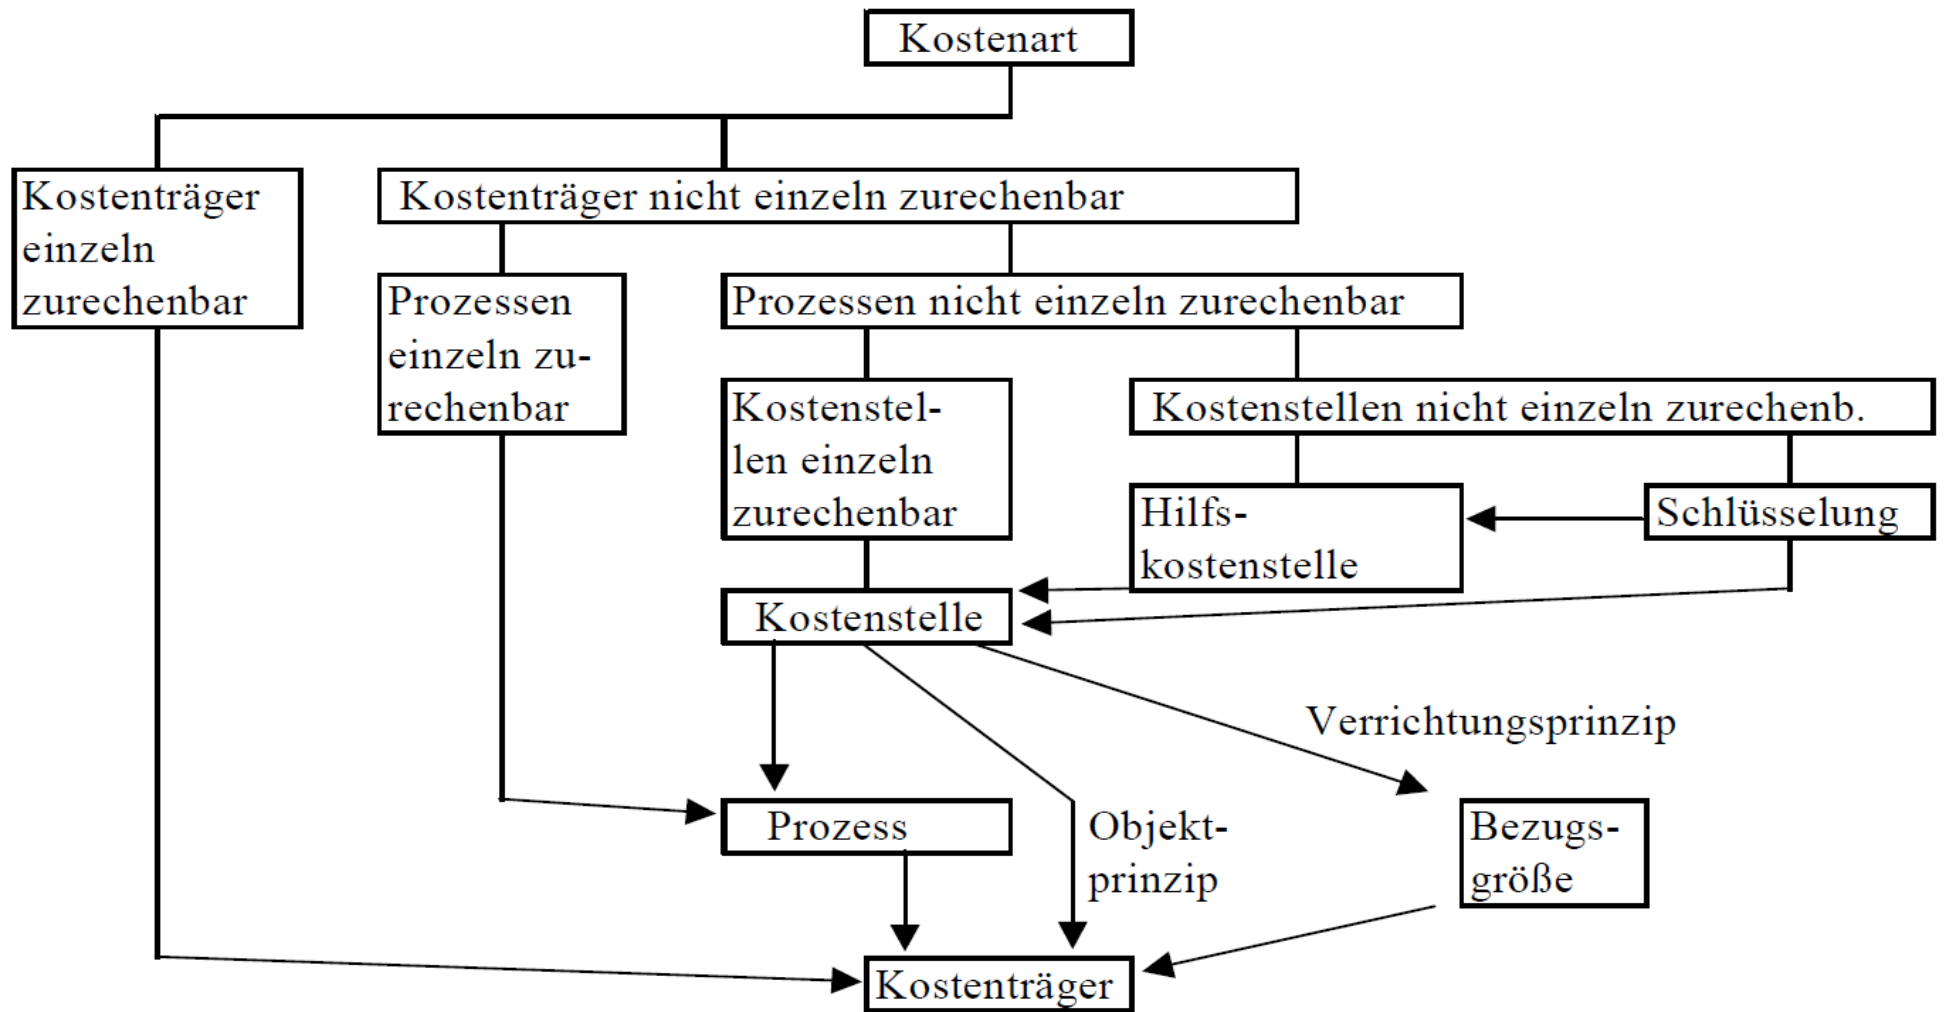 Kostenart
Kostenträger
einzeln
zurechenbar
Kostenträger nicht einzeln zurechenbar
Prozessen
einzeln zu-
rechenbar
Prozessen nicht einzeln zurechenbar
Kostenstel-
len einzeln
zurechenbar
Kostenstellen nicht einzeln zurechenb.
Hilfs-
kostenstelle
Schlüsselung
Kostenstelle
Verrichtungsprinzip
Prozess
Objekt-
prinzip
Bezugs-
größe
Kostenträger